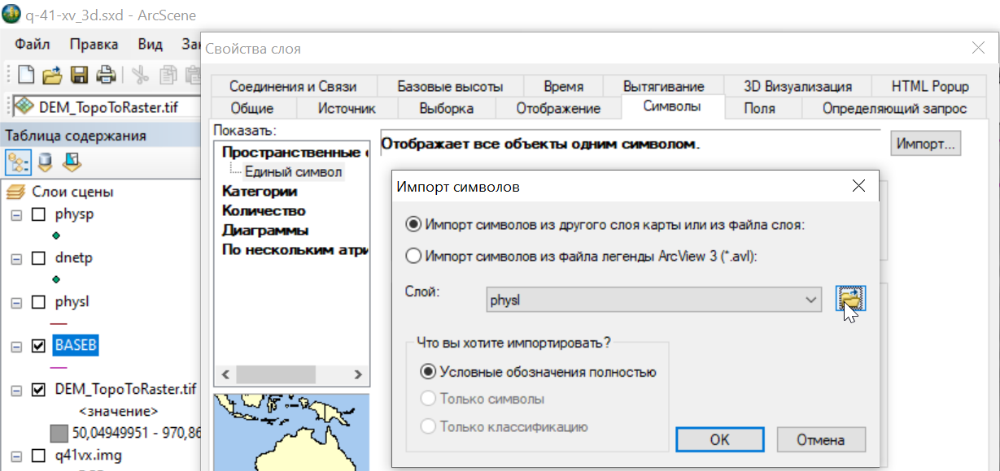 q-41-xv_3d.sxd - ArcScene
Файл Правка Вид За
Свойства слоя
Соединения и Связи Базовые высоты Время Вытягивание 3D Визуализация HTML Popup
DEM_TopoToRaster.tif
Общие Источник Выборка Отображение Символы Поля Определяющий запрос
Таблица содержания
Показать:
Отображает все объекты одним символом.
Импорт...
Пространственные
Единый символ
Категории
Количество
Диаграммы
По нескольким атри
Импорт символов
Импорт символов из другого слоя карты или из файла слоя:
Импорт символов из файла легенды ArcView 3 (*.avl):
Слой:
physl
Что вы хотите импортировать?
Условные обозначения полностью
Только символы
Только классификацию
OK
Отмена
Слои сцены
physp
dnetp
physl
BASEB
DEM_TopoToRaster.tif
<значение>
50,04949951 - 970,86
q41vx.img